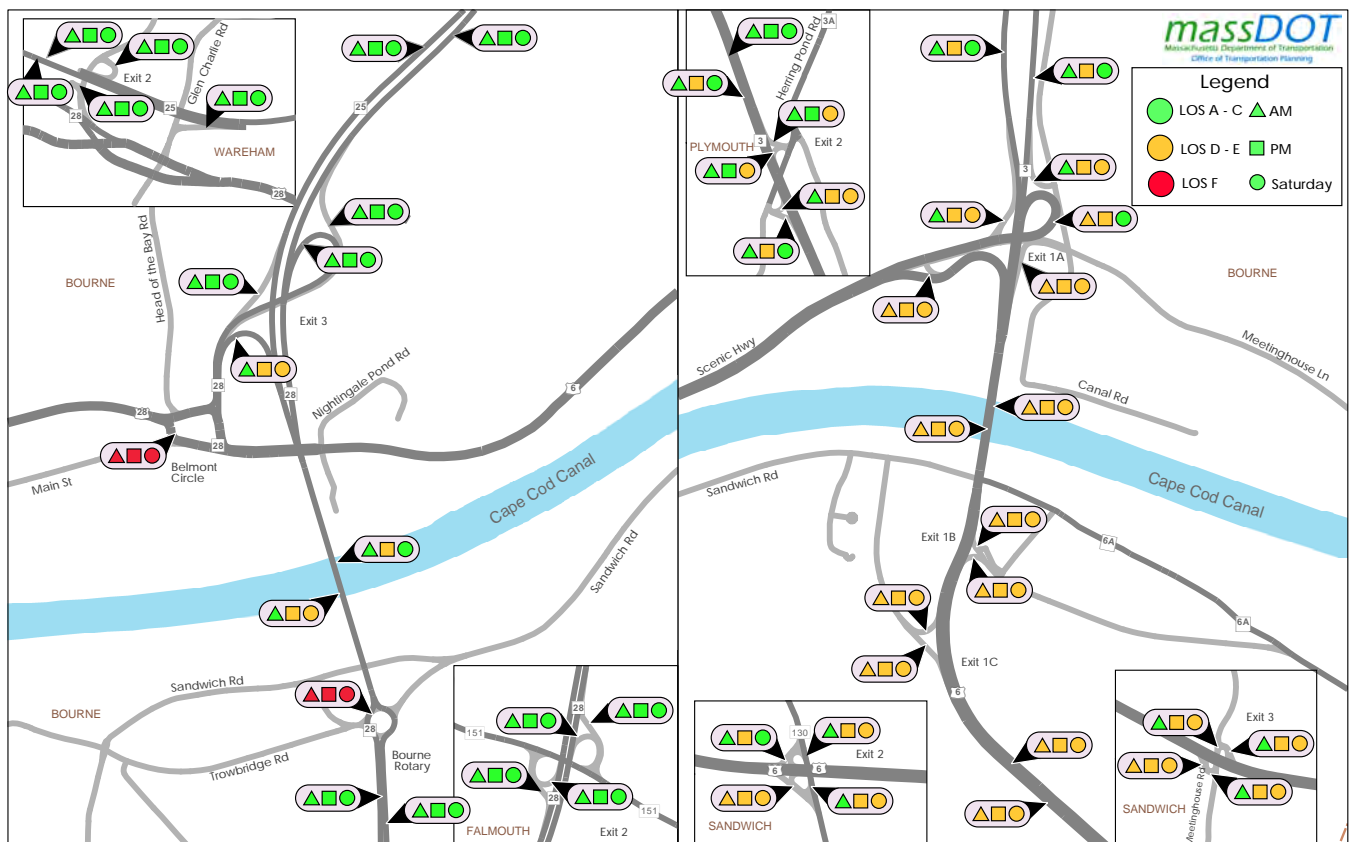 Glen Charlie Rd
Exit 2
25
28
WAREHAM
28
25
Head of the Bay Rd
BOURNE
Exit 3
28
28
Nightingale Pond Rd
6
28
28
Belmont
Circle
Main St
Cape Cod Canal
Sandwich Rd
Sandwich Rd
BOURNE
28
Trowbridge Rd
Bourne
Rotary
28
151
28
151
FALMOUTH
Exit 2
3A
Herring Pond Rd
3
Exit 2
PLYMOUTH
massDOT
Massachusetts Department of Transportation
Office of Transportation Planning
Legend
LOS A - C
AM
LOS D - E
PM
LOS F
Saturday
3
Exit 1A
BOURNE
Scenic Hwy
Meetinghouse Ln
Canal Rd
Sandwich Rd
Cape Cod Canal
Exit 1B
6A
6A
Exit 1C
6
130
Exit 2
6
6
SANDWICH
Exit 3
SANDWICH
Meetinghouse Rd